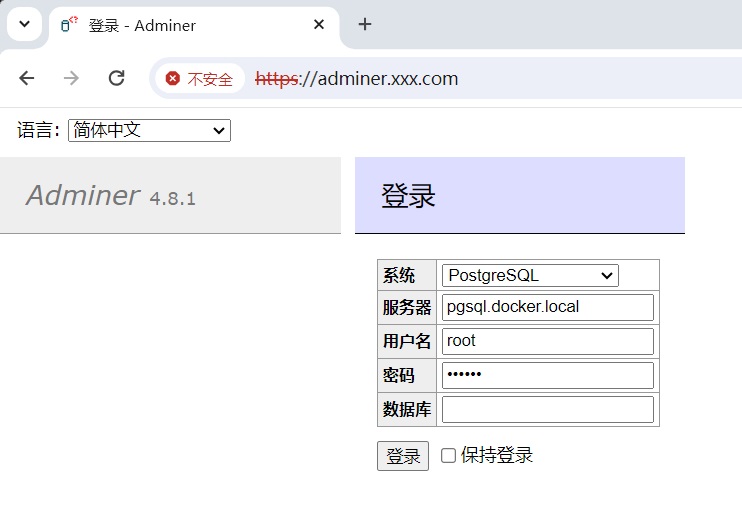 登录 - Adminer
不安全 https://adminer.xxx.com
语言: 简体中文
Adminer 4.8.1
登录
系统 PostgreSQL
服务器 pgsql.docker.local
用户名 root
密码 ••••••
数据库
登录 保持登录